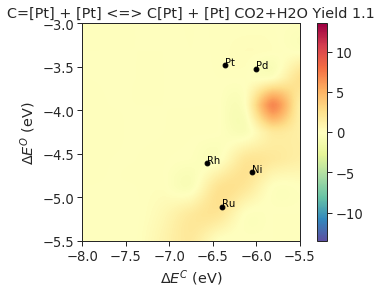 C=[Pt] + [Pt] <=> C[Pt] + [Pt] CO2+H2O Yield 1.1
−3.0
−3.5
−4.0
−4.5
−5.0
−5.5
ΔE^O (eV)
Pt
Pd
Rh
Ni
Ru
−8.0 −7.5 −7.0 −6.5 −6.0 −5.5
ΔE^C (eV)
10
5
0
−5
−10